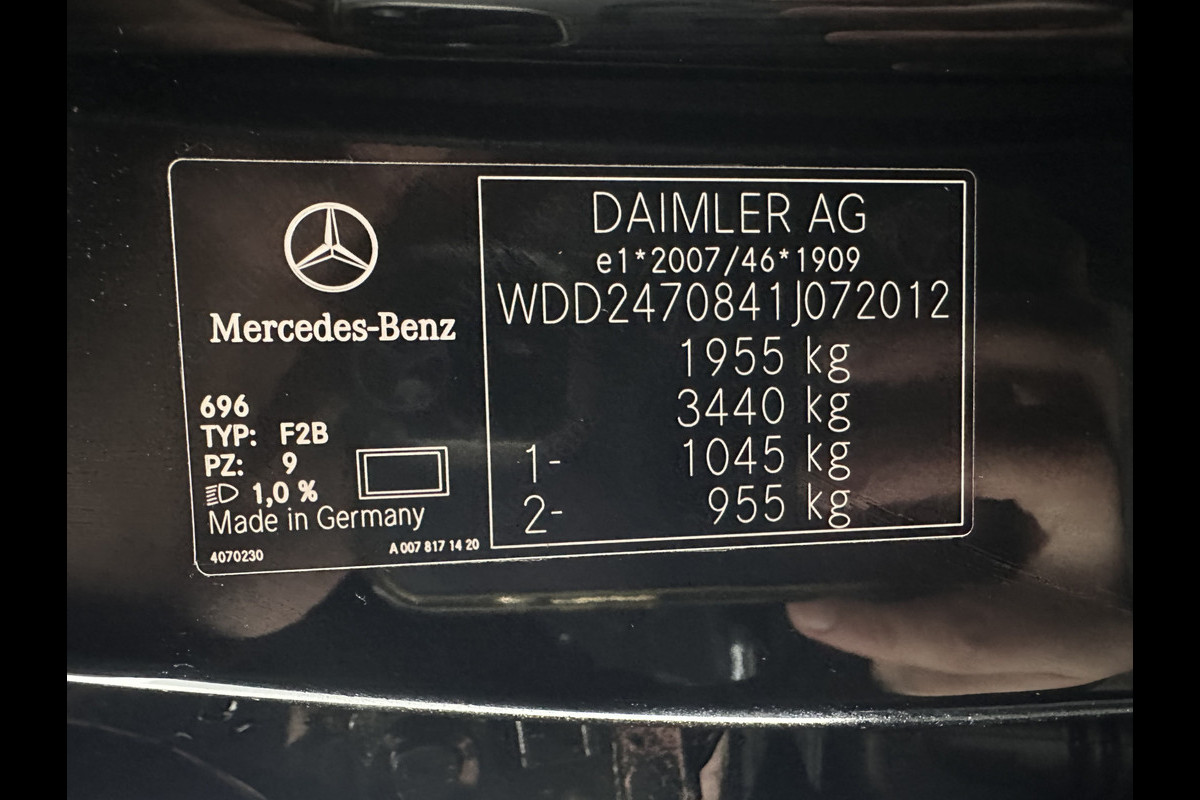 Mercedes-Benz
696
TYP: F2B
PZ: 9
1,0 %
Made in Germany
4070230
A 007 817 14 20
DAIMLER AG
e1*2007/46*1909
WDD2470841J072012
1955 kg
3440 kg
1- 1045 kg
2- 955 kg